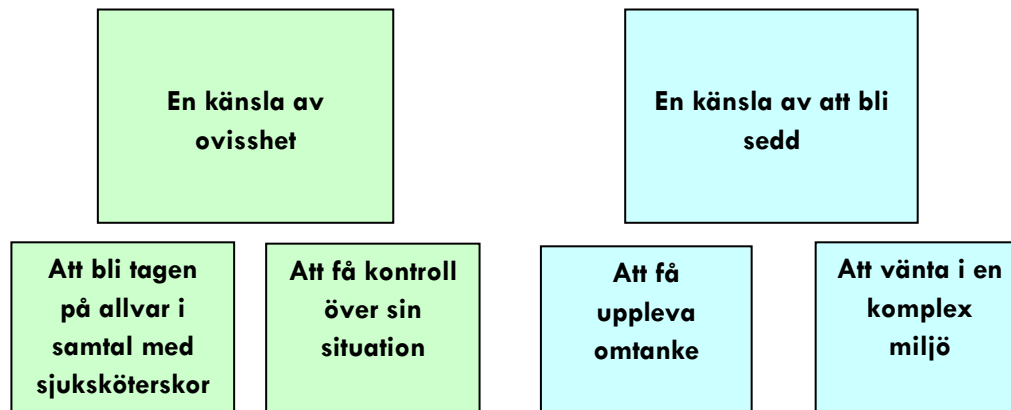 En känsla av
ovisshet
En känsla av att bli
sedd
Att bli tagen
på allvar i
samtal med
sjuksköterskor
Att få kontroll
över sin
situation
Att få
uppleva
omtanke
Att vänta i en
komplex
miljö